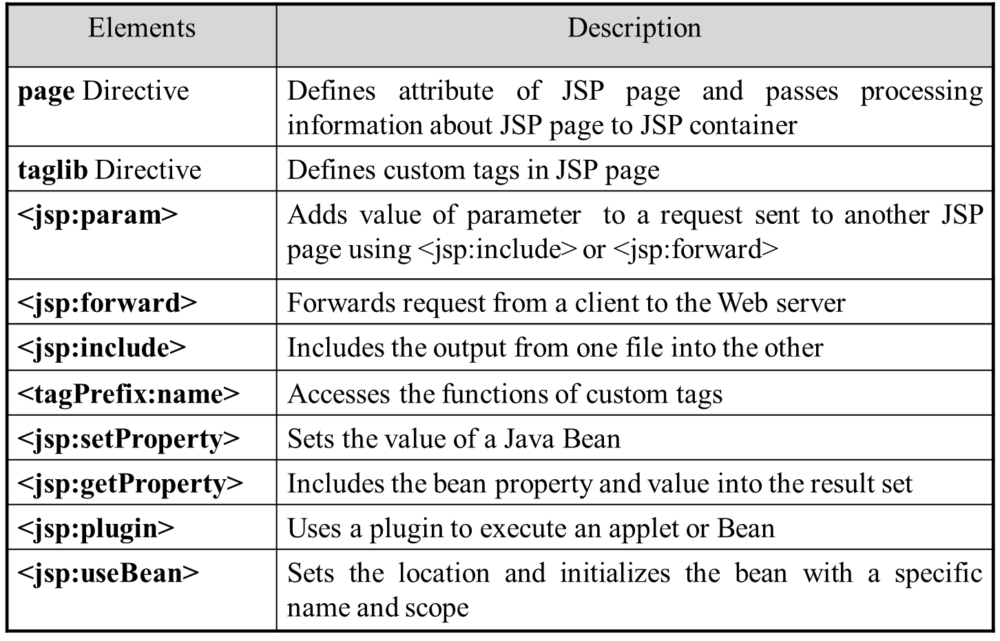 Elements
Description
page Directive
Defines attribute of JSP page and passes processing
information about JSP page to JSP container
taglib Directive
Defines custom tags in JSP page
<jsp:param>
Adds value of parameter to a request sent to another JSP
page using <jsp:include> or <jsp:forward>
<jsp:forward>
Forwards request from a client to the Web server
<jsp:include>
Includes the output from one file into the other
<tagPrefix:name>
Accesses the functions of custom tags
<jsp:setProperty>
Sets the value of a Java Bean
<jsp:getProperty>
Includes the bean property and value into the result set
<jsp:plugin>
Uses a plugin to execute an applet or Bean
<jsp:useBean>
Sets the location and initializes the bean with a specific
name and scope